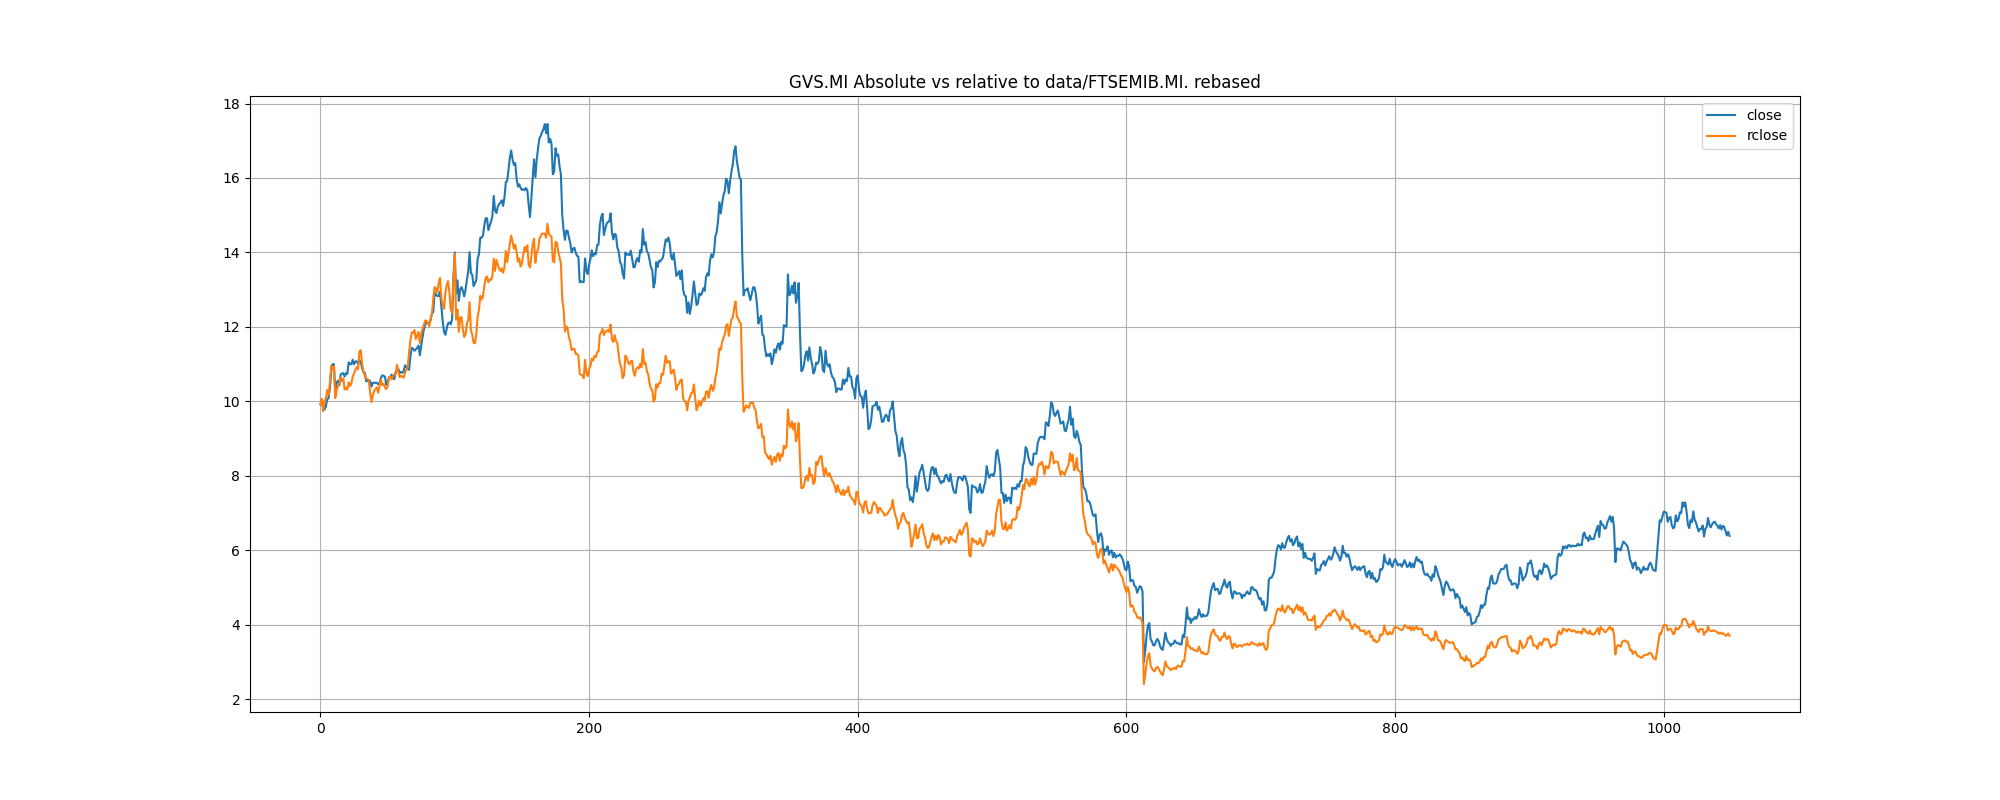 GVS.MI Absolute vs relative to data/FTSEMIB.MI. rebased
18
16
14
12
10
8
6
4
2
close
rclose
0 200 400 600 800 1000